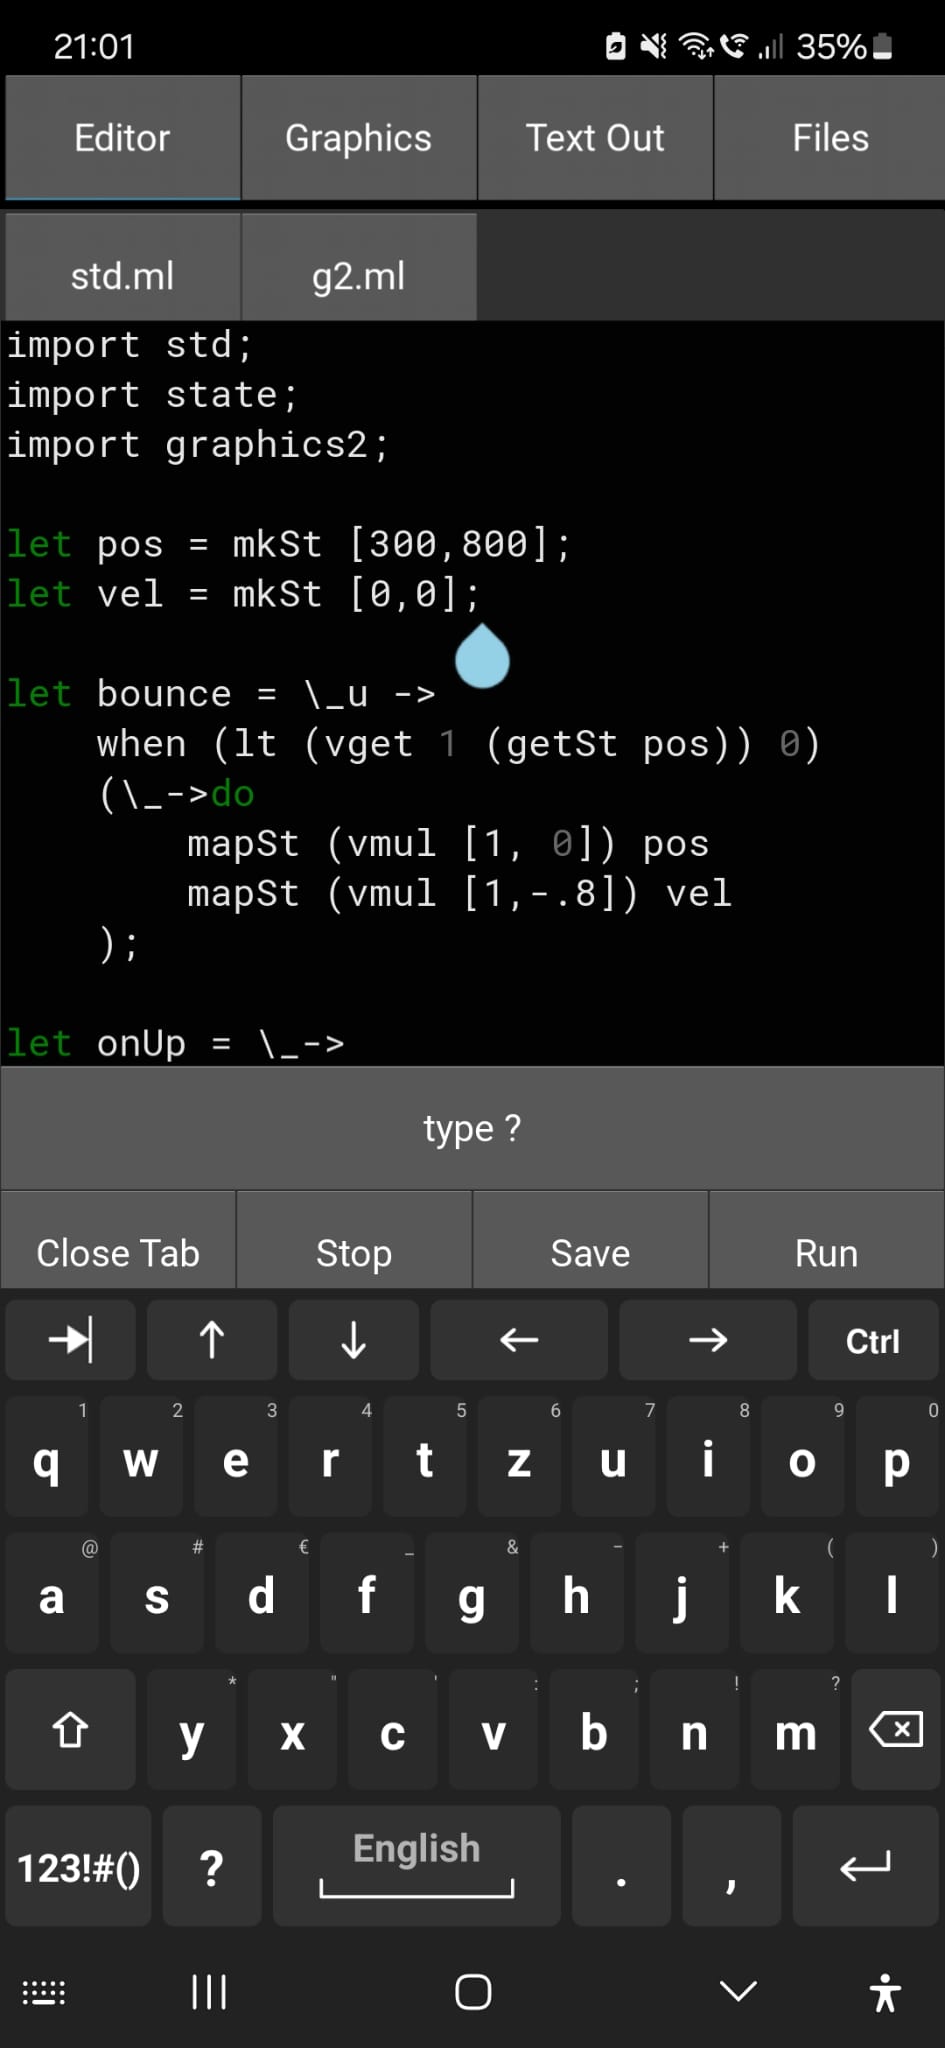 21:01 35%
Editor Graphics Text Out Files
std.ml g2.ml
import std;
import state;
import graphics2;
let pos = mkSt [300,800];
let vel = mkSt [0,0];
let bounce = \_u ->
    when (lt (vget 1 (getSt pos)) 0)
    (\_->do
        mapSt (vmul [1, 0]) pos
        mapSt (vmul [1,-.8]) vel
    );
let onUp = \_->
type ?
Close Tab Stop Save Run
Ctrl
1 2 3 4 5 6 7 8 9 0
q w e r t z u i o p
@ # € _ & - + ( )
a s d f g h j k l
* " ' : ; ! ?
y x c v b n m
123!#() ? English . ,